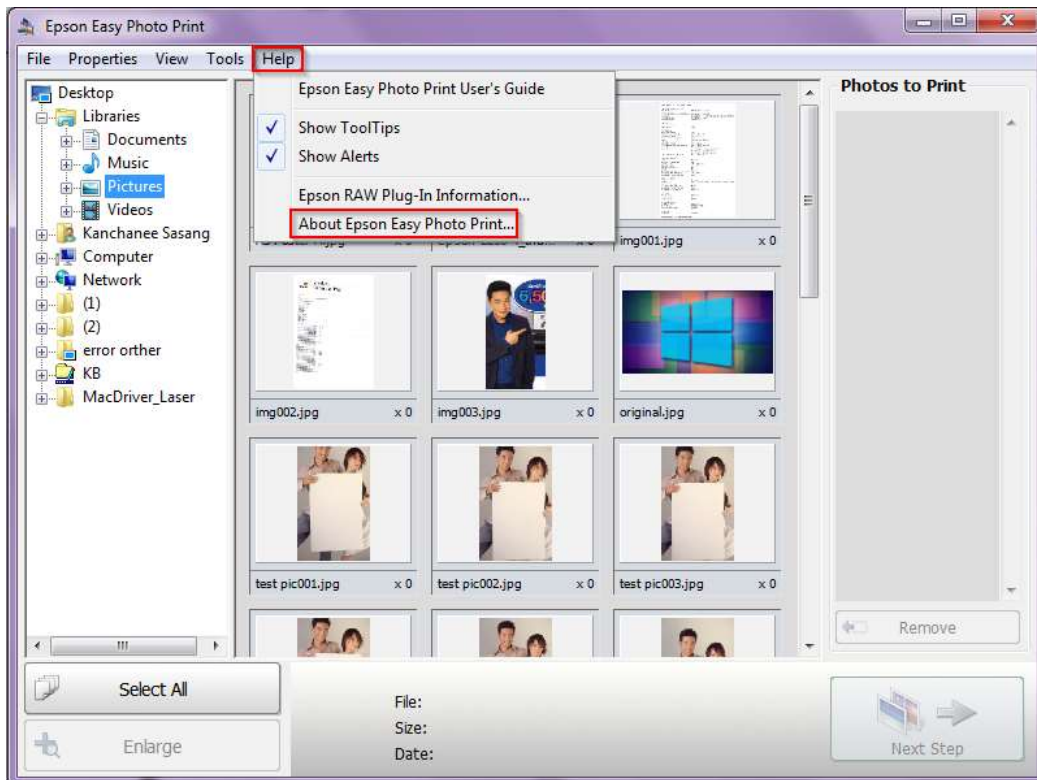 Epson Easy Photo Print
File Properties View Tools Help
Epson Easy Photo Print User's Guide
Show ToolTips
Show Alerts
Epson RAW Plug-In Information...
About Epson Easy Photo Print...
Desktop
Libraries
Documents
Music
Pictures
Videos
Kanchanee Sasang
Computer
Network
(1)
(2)
error orther
KB
MacDriver_Laser
x 0
x 0
img001.jpg x 0
img002.jpg x 0
img003.jpg x 0
original.jpg x 0
test pic001.jpg x 0
test pic002.jpg x 0
test pic003.jpg x 0
Photos to Print
Remove
Select All
Enlarge
File:
Size:
Date:
Next Step